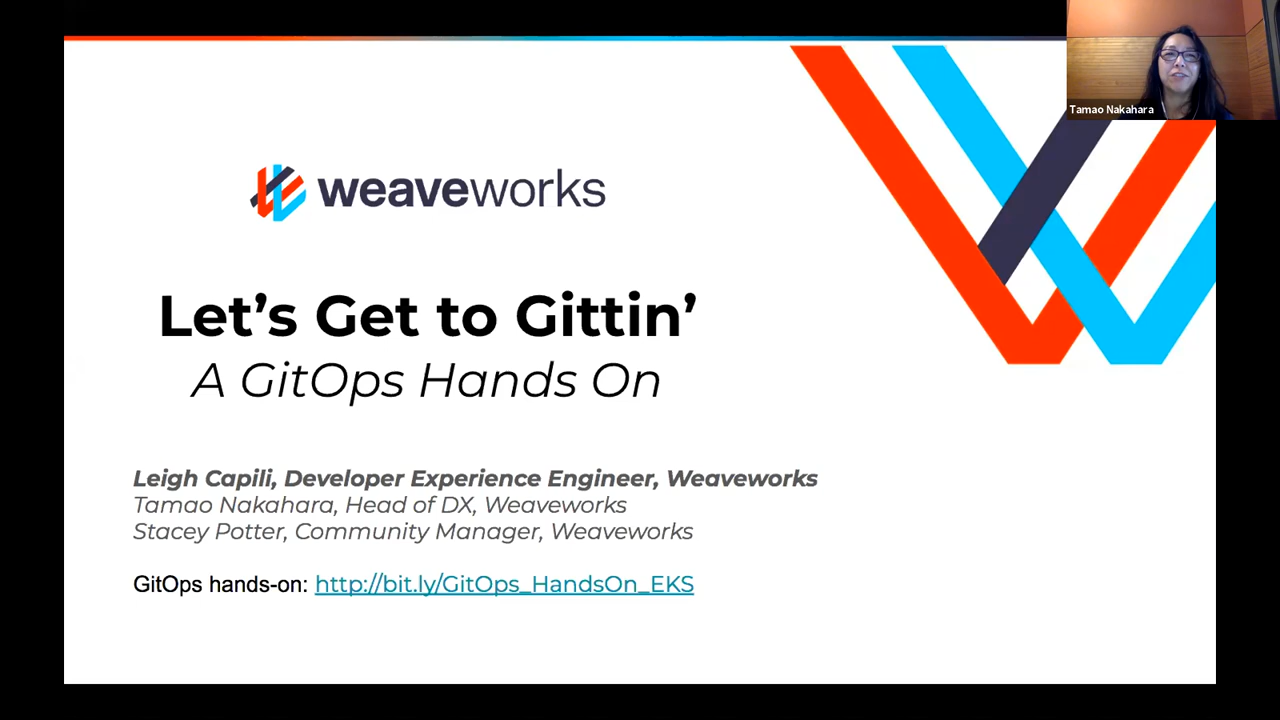 Tamao Nakahara
weaveworks
Let's Get to Gittin'
A GitOps Hands On
Leigh Capili, Developer Experience Engineer, Weaveworks
Tamao Nakahara, Head of DX, Weaveworks
Stacey Potter, Community Manager, Weaveworks
GitOps hands-on: http://bit.ly/GitOps_HandsOn_EKS